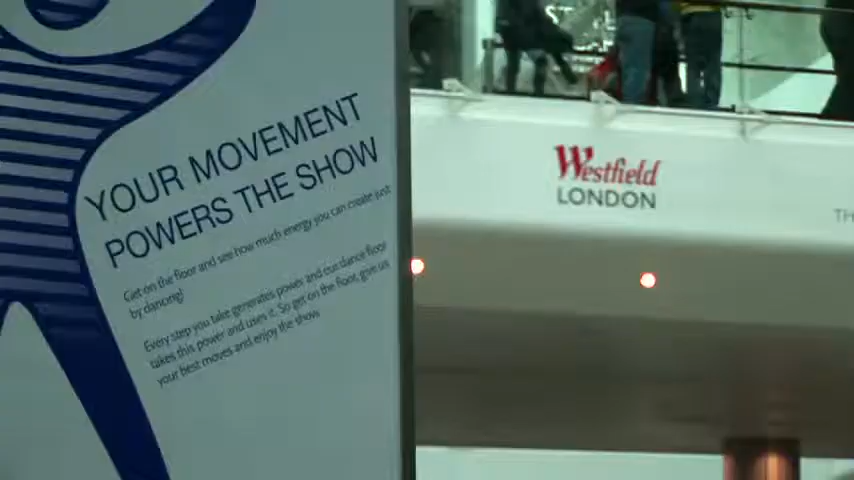 YOUR MOVEMENT
POWERS THE SHOW
Get on the floor and see how much energy you can create just
by dancing!
Every step you take generates power and our dance floor
takes this power and uses it. So get on the floor, give us
your best moves and enjoy the show
Westfield
LONDON
TH